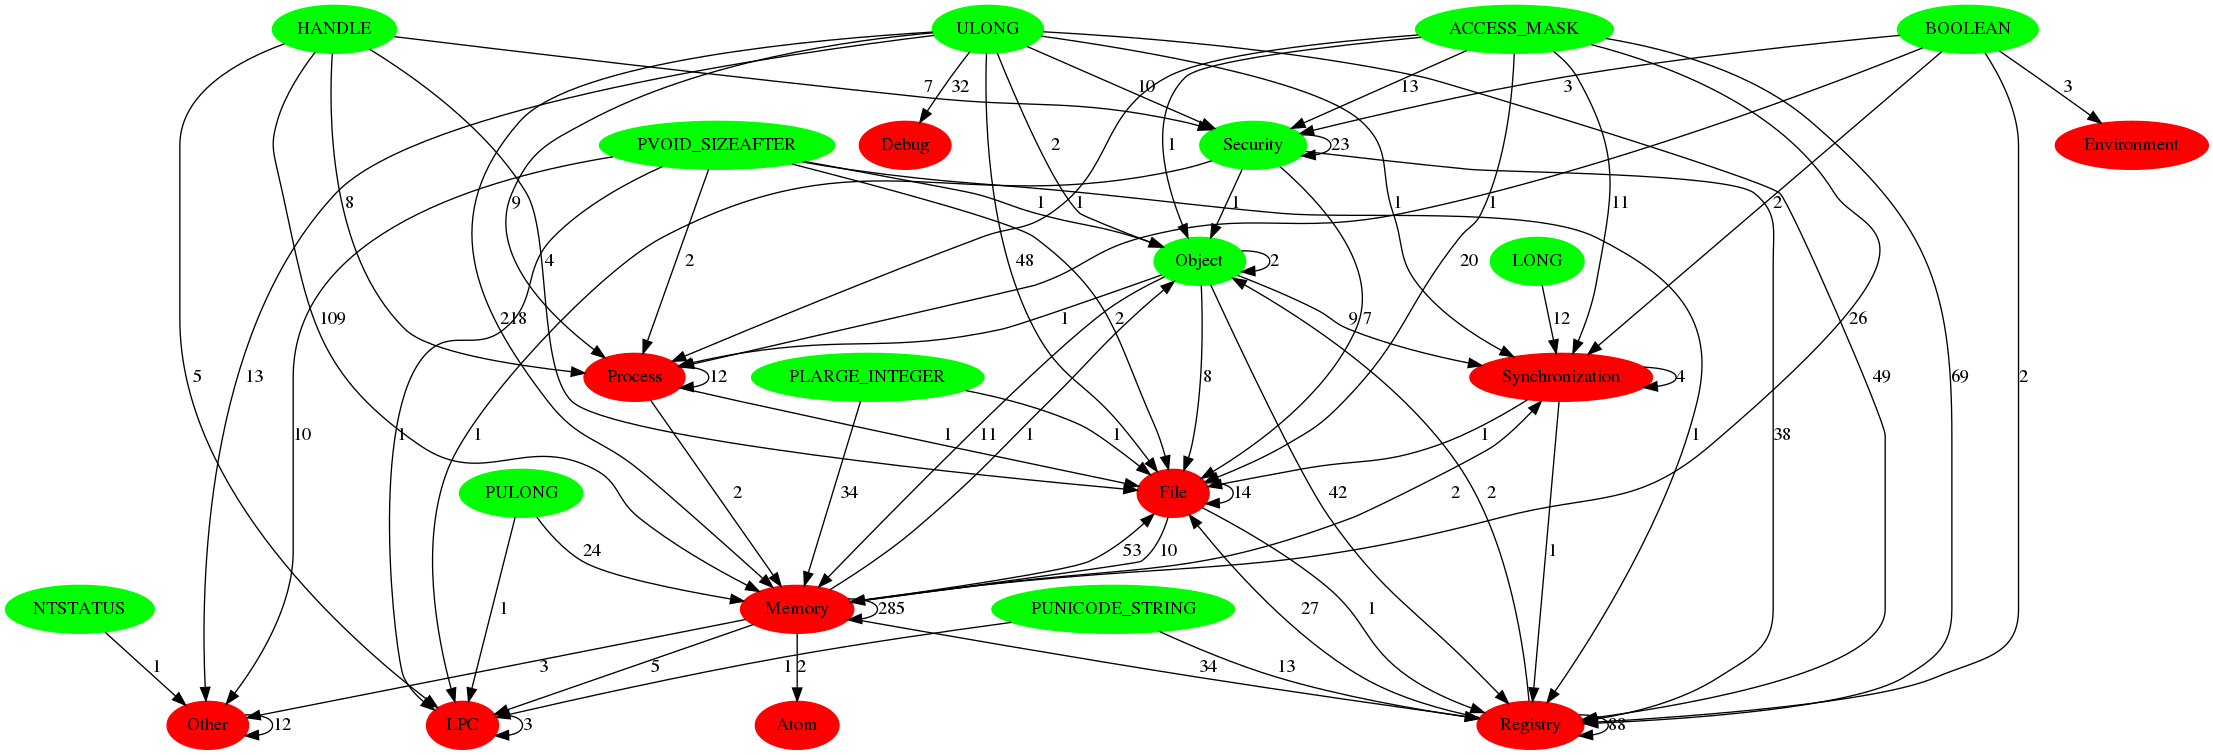 HANDLE ULONG ACCESS_MASK BOOLEAN
7 32 10 13 3 3
PVOID_SIZEAFTER Debug Security 23 Environment
2 1
8 9 1 1 1 1 1 11 2
4 2 48 20 LONG 2
Object
5 109 13 218 10 2 1 9 7 12 26
Process 12 PLARGE_INTEGER Synchronization 4 49 69 2
1 1 11 1 1 1 1 8 38 1
PULONG 2 34 File 14 42 2 2
24 1 53 10 1
NTSTATUS Memory 285 PUNICODE_STRING 27 1
1 3 5 1 2 34 13
Other 12 LPC 3 Atom Registry 88